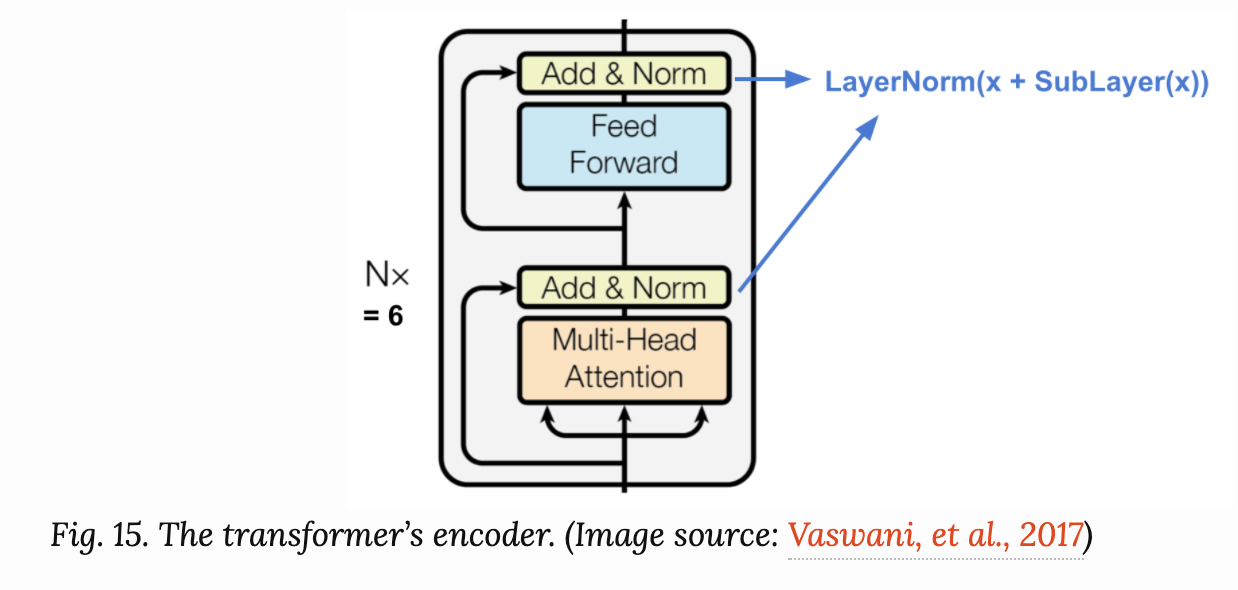 Add & Norm
LayerNorm(x + SubLayer(x))
Feed
Forward
Nx
= 6
Add & Norm
Multi-Head
Attention
Fig. 15. The transformer’s encoder. (Image source: Vaswani, et al., 2017)